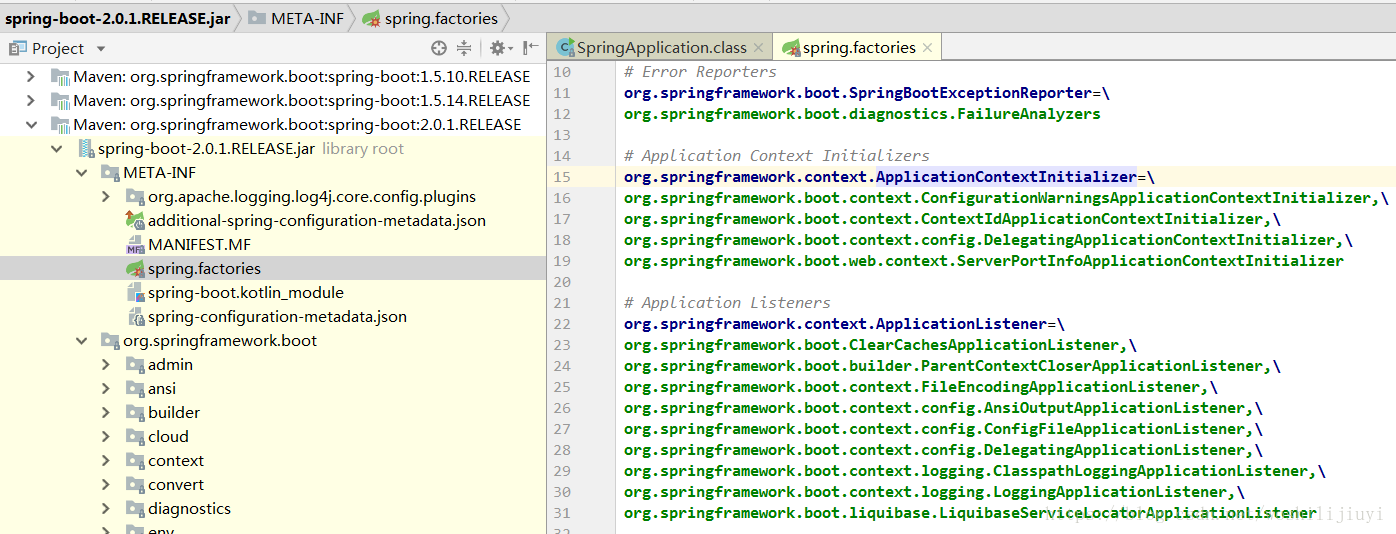 spring-boot-2.0.1.RELEASE.jar META-INF spring.factories
Project
SpringApplication.class spring.factories
Maven: org.springframework.boot:spring-boot:1.5.10.RELEASE
Maven: org.springframework.boot:spring-boot:1.5.14.RELEASE
Maven: org.springframework.boot:spring-boot:2.0.1.RELEASE
spring-boot-2.0.1.RELEASE.jar library root
META-INF
org.apache.logging.log4j.core.config.plugins
additional-spring-configuration-metadata.json
MANIFEST.MF
spring.factories
spring-boot.kotlin_module
spring-configuration-metadata.json
org.springframework.boot
admin
ansi
builder
cloud
context
convert
diagnostics
env
10 # Error Reporters
11 org.springframework.boot.SpringBootExceptionReporter=\
12 org.springframework.boot.diagnostics.FailureAnalyzers
13
14 # Application Context Initializers
15 org.springframework.context.ApplicationContextInitializer=\
16 org.springframework.boot.context.ConfigurationWarningsApplicationContextInitializer,\
17 org.springframework.boot.context.ContextIdApplicationContextInitializer,\
18 org.springframework.boot.context.config.DelegatingApplicationContextInitializer,\
19 org.springframework.boot.web.context.ServerPortInfoApplicationContextInitializer
20
21 # Application Listeners
22 org.springframework.context.ApplicationListener=\
23 org.springframework.boot.ClearCachesApplicationListener,\
24 org.springframework.boot.builder.ParentContextCloserApplicationListener,\
25 org.springframework.boot.context.FileEncodingApplicationListener,\
26 org.springframework.boot.context.config.AnsiOutputApplicationListener,\
27 org.springframework.boot.context.config.ConfigFileApplicationListener,\
28 org.springframework.boot.context.config.DelegatingApplicationListener,\
29 org.springframework.boot.context.logging.ClasspathLoggingApplicationListener,\
30 org.springframework.boot.context.logging.LoggingApplicationListener,\
31 org.springframework.boot.liquibase.LiquibaseServiceLocatorApplicationListener